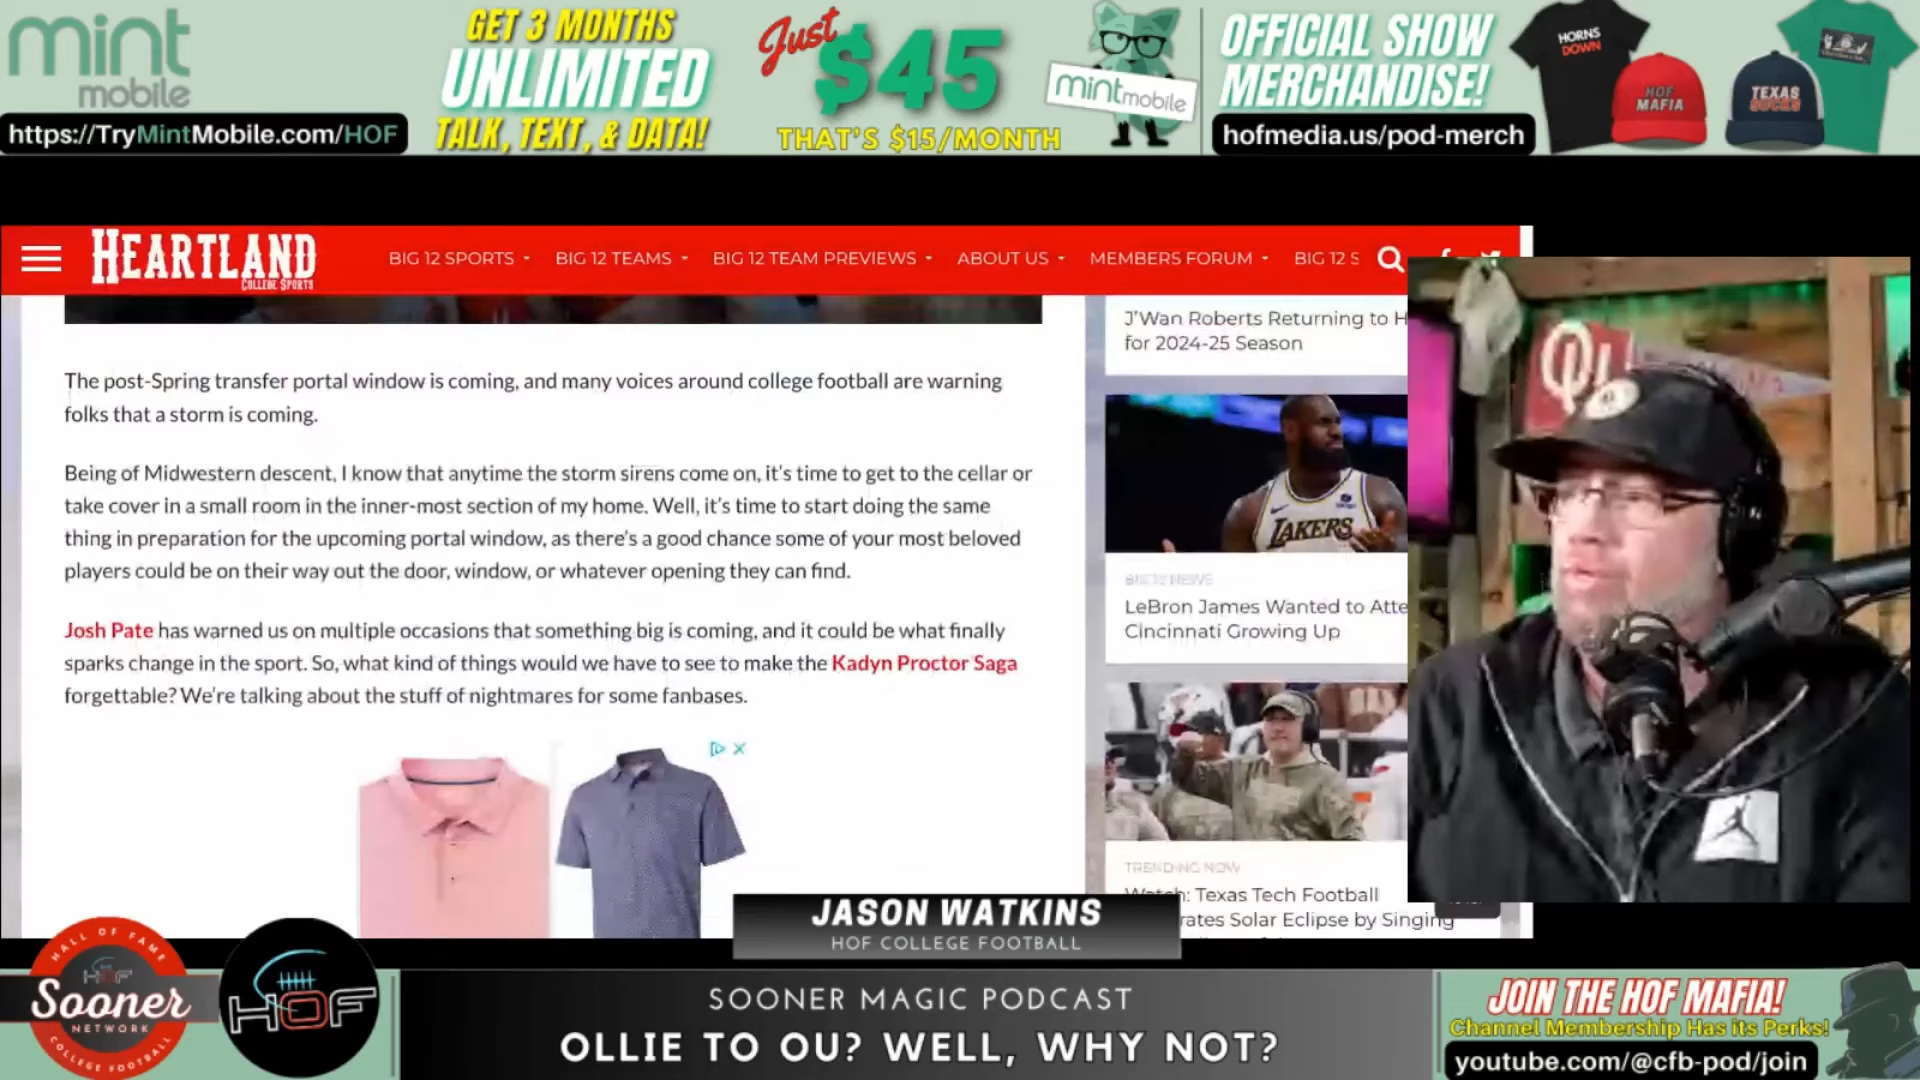 mint
mobile
https://TryMintMobile.com/HOF
GET 3 MONTHS
UNLIMITED
TALK, TEXT, & DATA!
Just
$45
THAT'S $15/MONTH
mint mobile
OFFICIAL SHOW
MERCHANDISE!
hofmedia.us/pod-merch
HORNS
DOWN
HOF
MAFIA
TEXAS
SUCKS
HEARTLAND
COLLEGE SPORTS
BIG 12 SPORTS
BIG 12 TEAMS
BIG 12 TEAM PREVIEWS
ABOUT US
MEMBERS FORUM
BIG 12 S
The post-Spring transfer portal window is coming, and many voices around college football are warning
folks that a storm is coming.
Being of Midwestern descent, I know that anytime the storm sirens come on, it's time to get to the cellar or
take cover in a small room in the inner-most section of my home. Well, it's time to start doing the same
thing in preparation for the upcoming portal window, as there's a good chance some of your most beloved
players could be on their way out the door, window, or whatever opening they can find.
Josh Pate has warned us on multiple occasions that something big is coming, and it could be what finally
sparks change in the sport. So, what kind of things would we have to see to make the Kadyn Proctor Saga
forgettable? We're talking about the stuff of nightmares for some fanbases.
J'Wan Roberts Returning to H
for 2024-25 Season
LAKERS
BIG 12 NEWS
LeBron James Wanted to Atte
Cincinnati Growing Up
TRENDING NOW
Watch: Texas Tech Football
rates Solar Eclipse by Singing
OU
JASON WATKINS
HOF COLLEGE FOOTBALL
HALL OF FAME
HOF
Sooner
NETWORK
COLLEGE FOOTBALL
HOF
SOONER MAGIC PODCAST
OLLIE TO OU? WELL, WHY NOT?
JOIN THE HOF MAFIA!
Channel Membership Has its Perks!
youtube.com/@cfb-pod/join